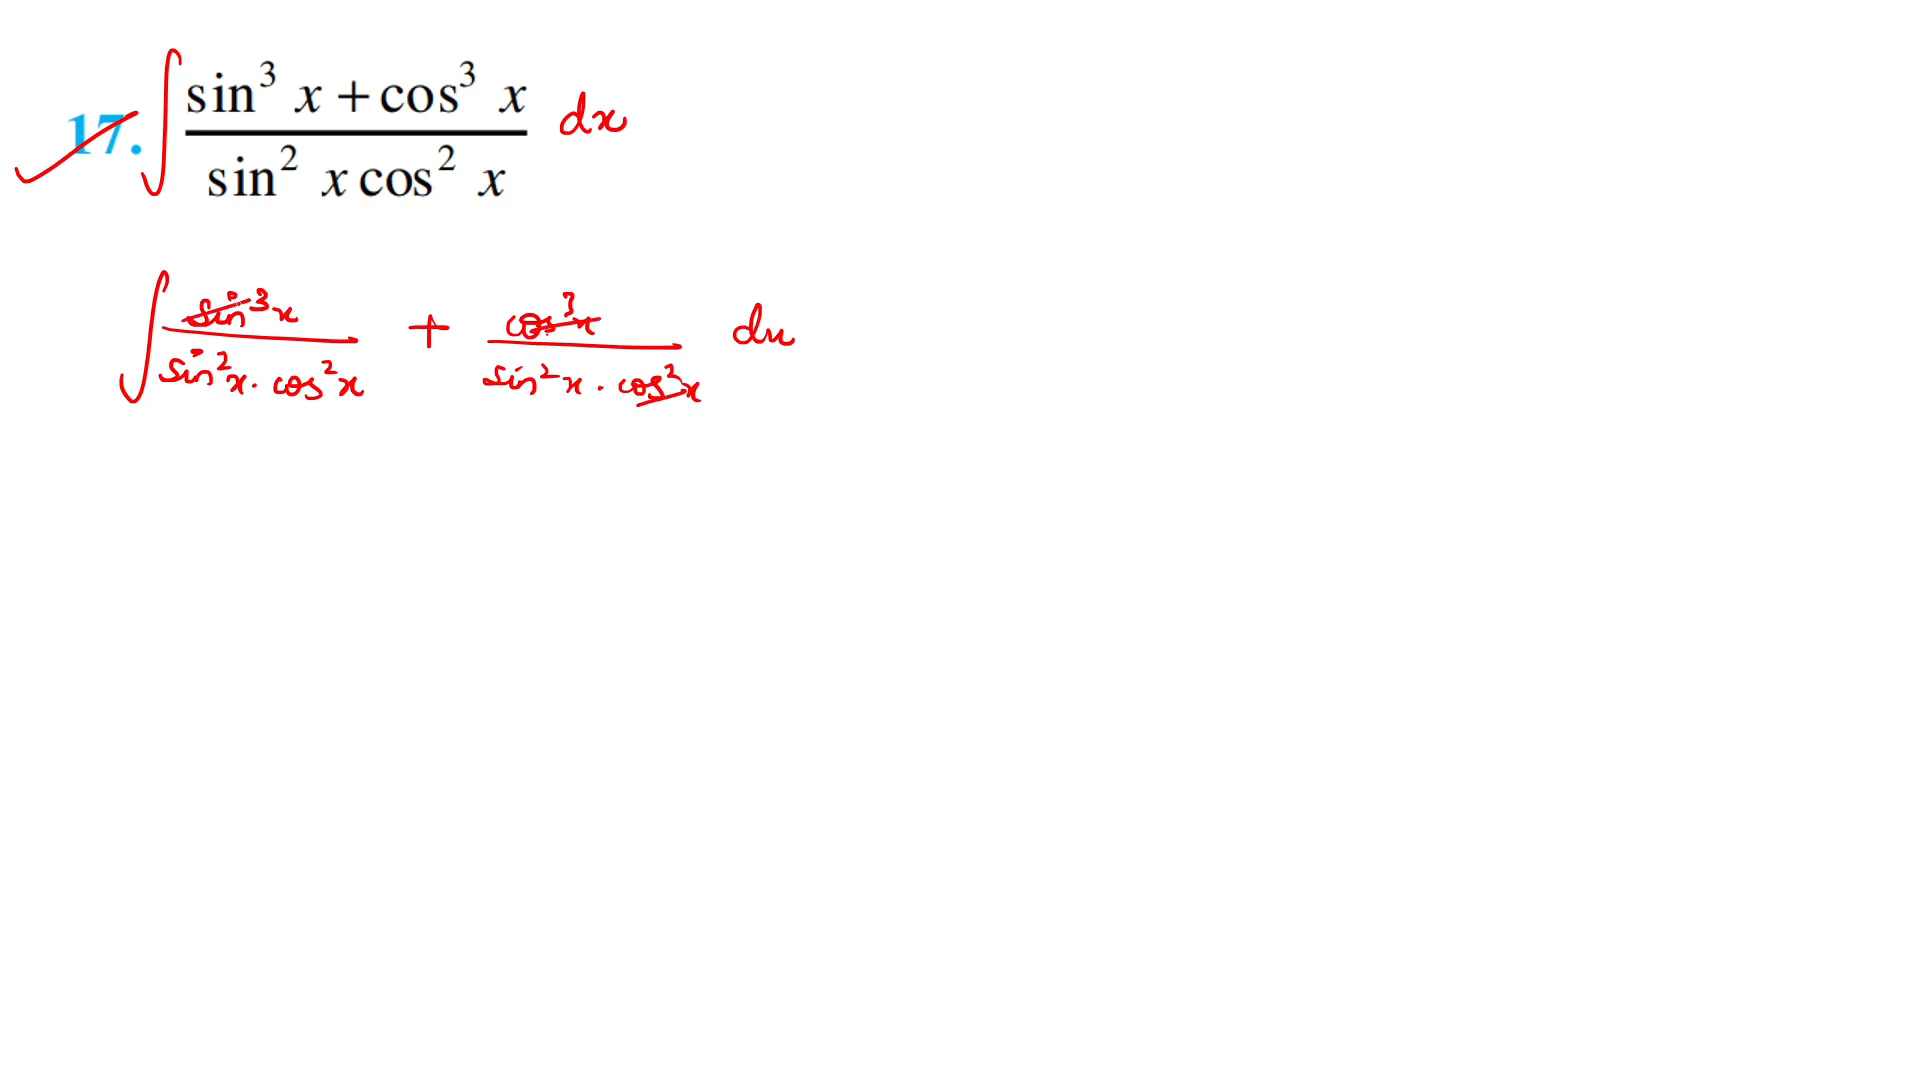 17. ∫ (sin³ x + cos³ x) / (sin² x cos² x) dx
∫ sin³x / (sin²x · cos²x) + cos³x / (sin²x · cos²x) dx